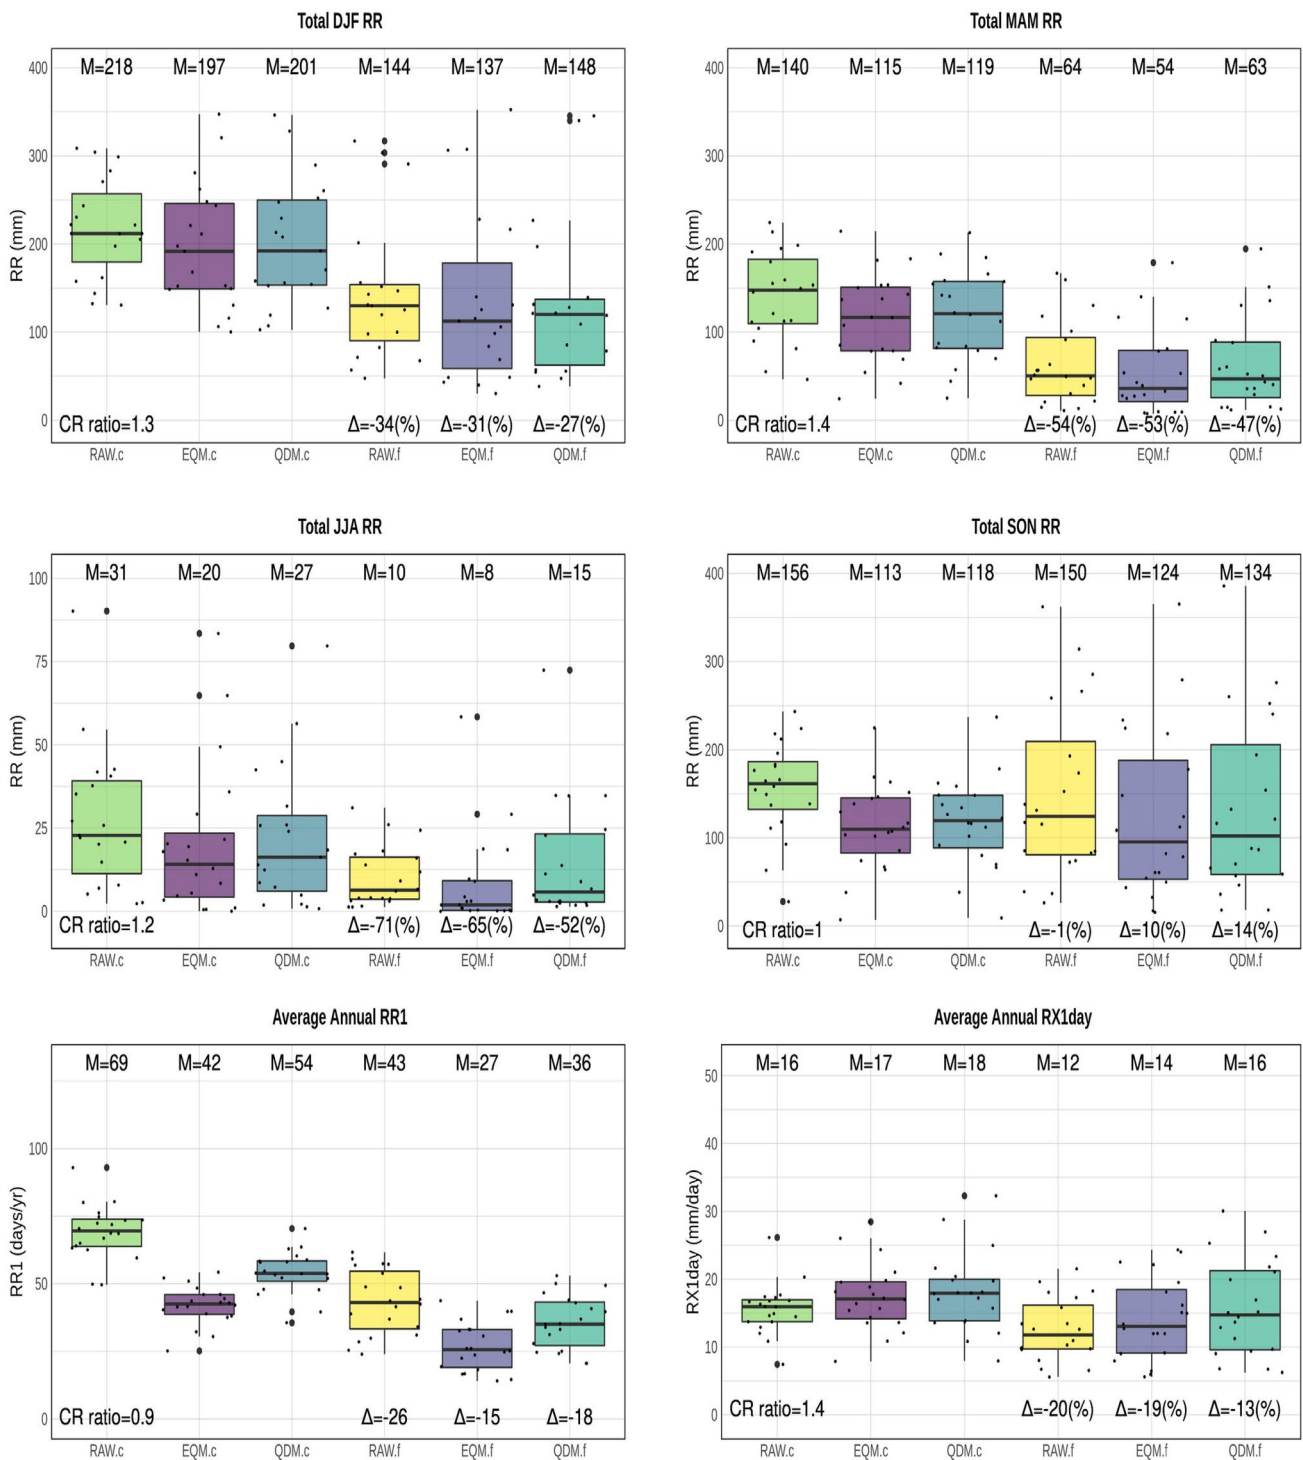 Total DJF RR
M=218 M=197 M=201 M=144 M=137 M=148
400
300
200
100
0
RR (mm)
CR ratio=1.3 Δ=-34(%) Δ=-31(%) Δ=-27(%)
RAW.c EQM.c QDM.c RAW.f EQM.f QDM.f
Total MAM RR
M=140 M=115 M=119 M=64 M=54 M=63
400
300
200
100
0
RR (mm)
CR ratio=1.4 Δ=-54(%) Δ=-53(%) Δ=-47(%)
RAW.c EQM.c QDM.c RAW.f EQM.f QDM.f
Total JJA RR
M=31 M=20 M=27 M=10 M=8 M=15
100
75
50
25
0
RR (mm)
CR ratio=1.2 Δ=-71(%) Δ=-65(%) Δ=-52(%)
RAW.c EQM.c QDM.c RAW.f EQM.f QDM.f
Total SON RR
M=156 M=113 M=118 M=150 M=124 M=134
400
300
200
100
0
RR (mm)
CR ratio=1 Δ=-1(%) Δ=10(%) Δ=14(%)
RAW.c EQM.c QDM.c RAW.f EQM.f QDM.f
Average Annual RR1
M=69 M=42 M=54 M=43 M=27 M=36
100
50
0
RR1 (days/yr)
CR ratio=0.9 Δ=-26 Δ=-15 Δ=-18
RAW.c EQM.c QDM.c RAW.f EQM.f QDM.f
Average Annual RX1day
M=16 M=17 M=18 M=12 M=14 M=16
50
40
30
20
10
0
RX1day (mm/day)
CR ratio=1.4 Δ=-20(%) Δ=-19(%) Δ=-13(%)
RAW.c EQM.c QDM.c RAW.f EQM.f QDM.f